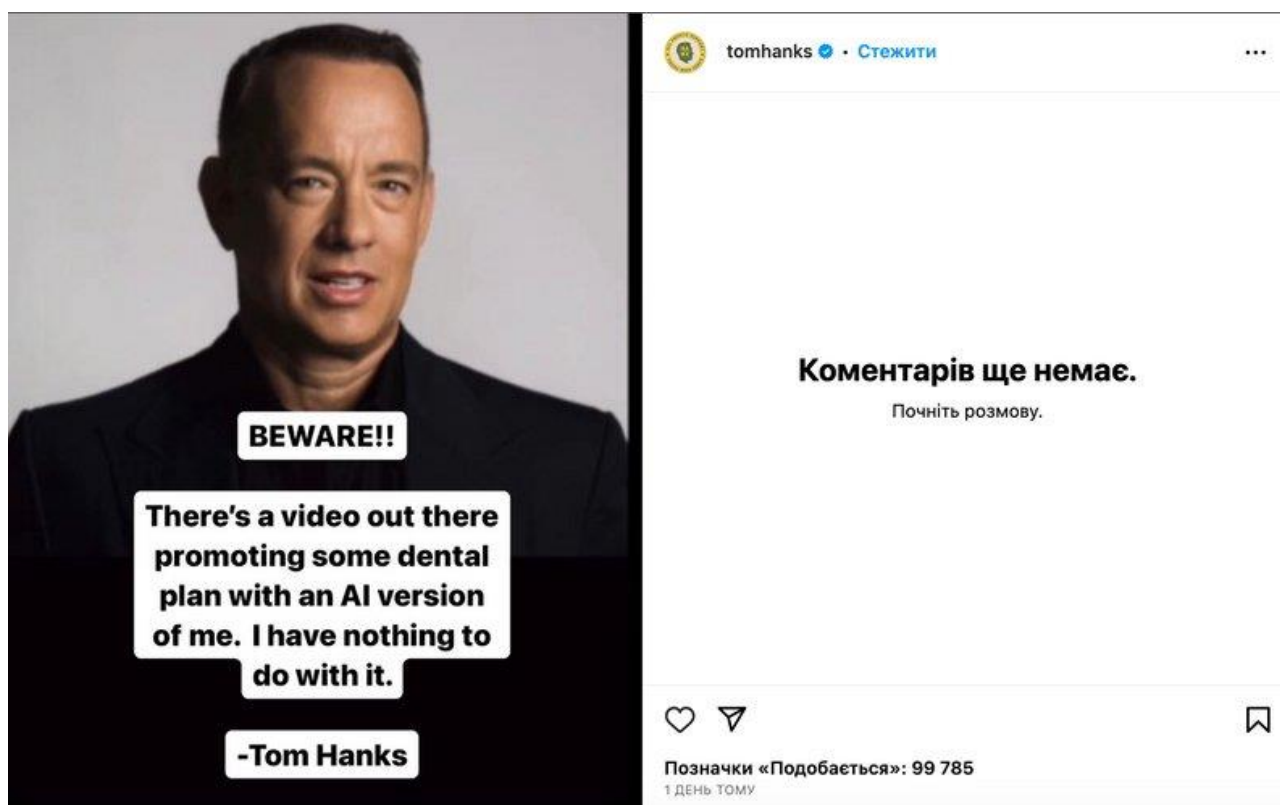 BEWARE!!
There's a video out there
promoting some dental
plan with an AI version
of me. I have nothing to
do with it.
-Tom Hanks
tomhanks • Стежити
Коментарів ще немає.
Почніть розмову.
Позначки «Подобається»: 99 785
1 ДЕНЬ ТОМУ